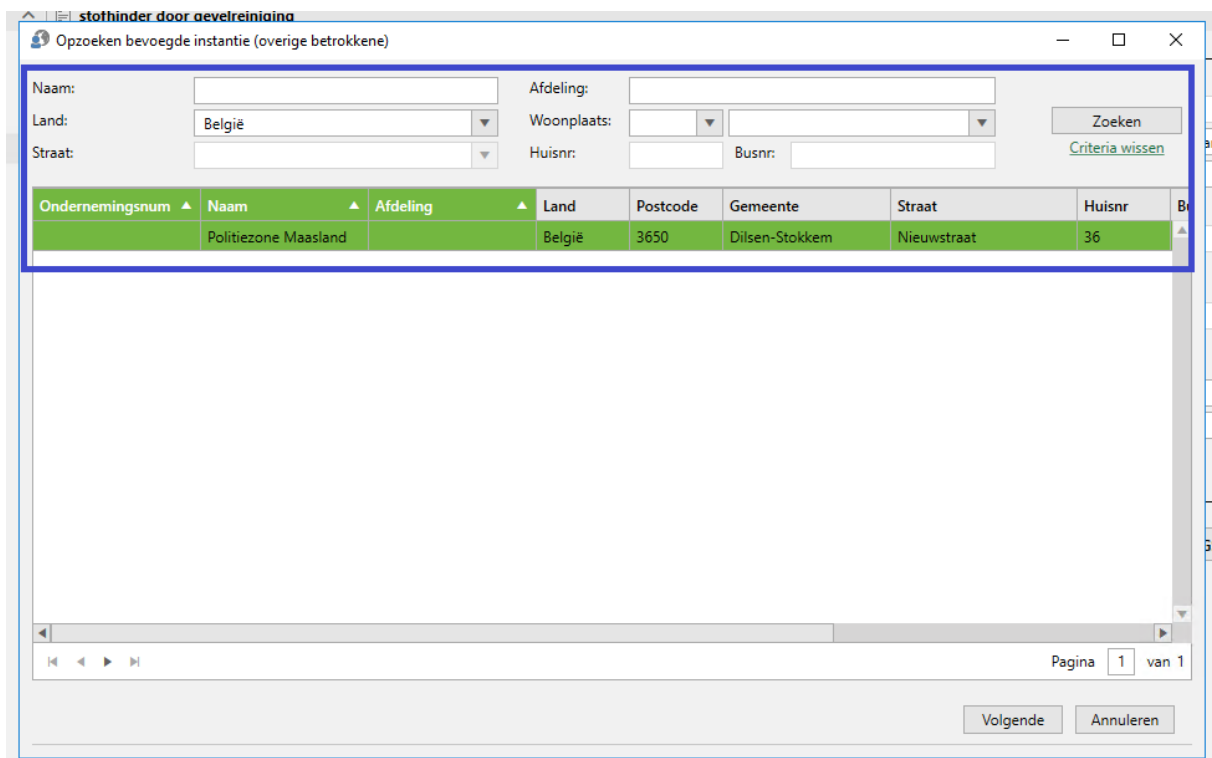 stofhinder door gevelreiniging
Opzoeken bevoegde instantie (overige betrokkene)
Naam: Afdeling:
Land: België Woonplaats: Zoeken
Straat: Huisnr: Busnr: Criteria wissen
Ondernemingsnum Naam Afdeling Land Postcode Gemeente Straat Huisnr
Politiezone Maasland België 3650 Dilsen-Stokkem Nieuwstraat 36
Pagina 1 van 1
Volgende Annuleren